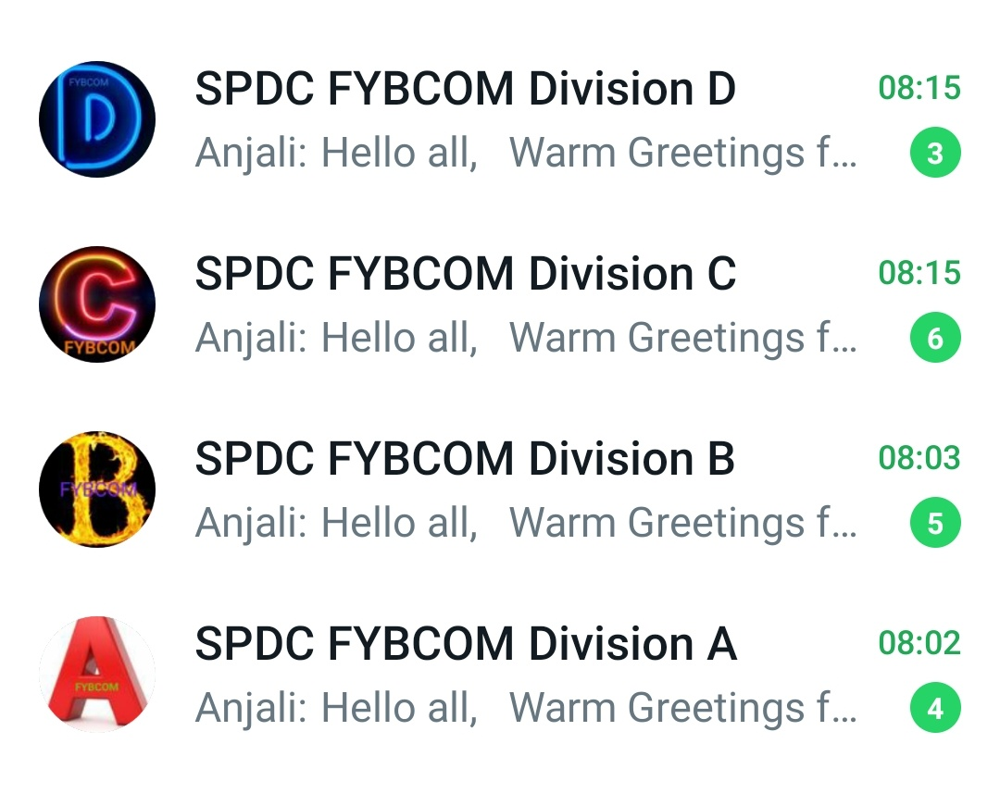 FYBCOM
D
SPDC FYBCOM Division D
08:15
Anjali: Hello all, Warm Greetings f...
3
C
FYBCOM
SPDC FYBCOM Division C
08:15
Anjali: Hello all, Warm Greetings f...
6
B
FYBCOM
SPDC FYBCOM Division B
08:03
Anjali: Hello all, Warm Greetings f...
5
A
FYBCOM
SPDC FYBCOM Division A
08:02
Anjali: Hello all, Warm Greetings f...
4